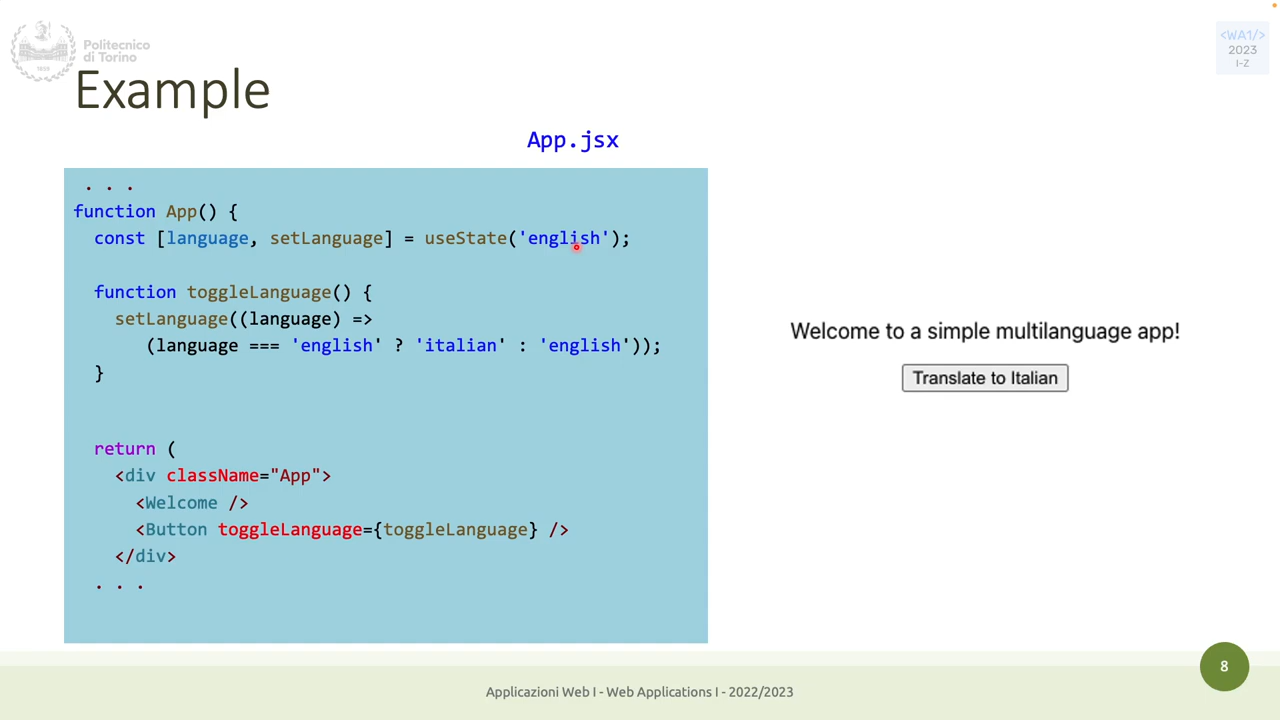 Politecnico
di Torino
1859
<WA1/>
2023
I-Z
Example
App.jsx
. . .
function App() {
  const [language, setLanguage] = useState('english');
  function toggleLanguage() {
    setLanguage((language) =>
       (language === 'english' ? 'italian' : 'english'));
  }
  return (
    <div className="App">
      <Welcome />
      <Button toggleLanguage={toggleLanguage} />
    </div>
  . . .
Welcome to a simple multilanguage app!
Translate to Italian
8
Applicazioni Web I - Web Applications I - 2022/2023